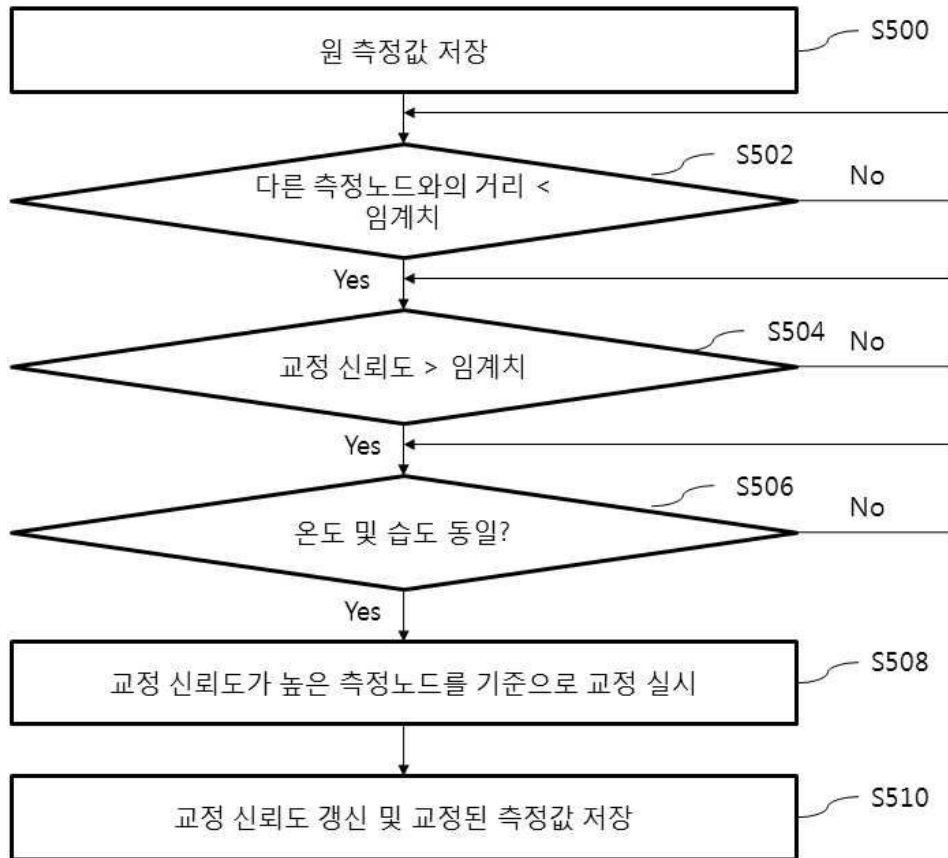 원 측정값 저장
S500
다른 측정노드와의 거리 <
임계치
S502
No
Yes
교정 신뢰도 > 임계치
S504
No
Yes
온도 및 습도 동일?
S506
No
Yes
교정 신뢰도가 높은 측정노드를 기준으로 교정 실시
S508
교정 신뢰도 갱신 및 교정된 측정값 저장
S510